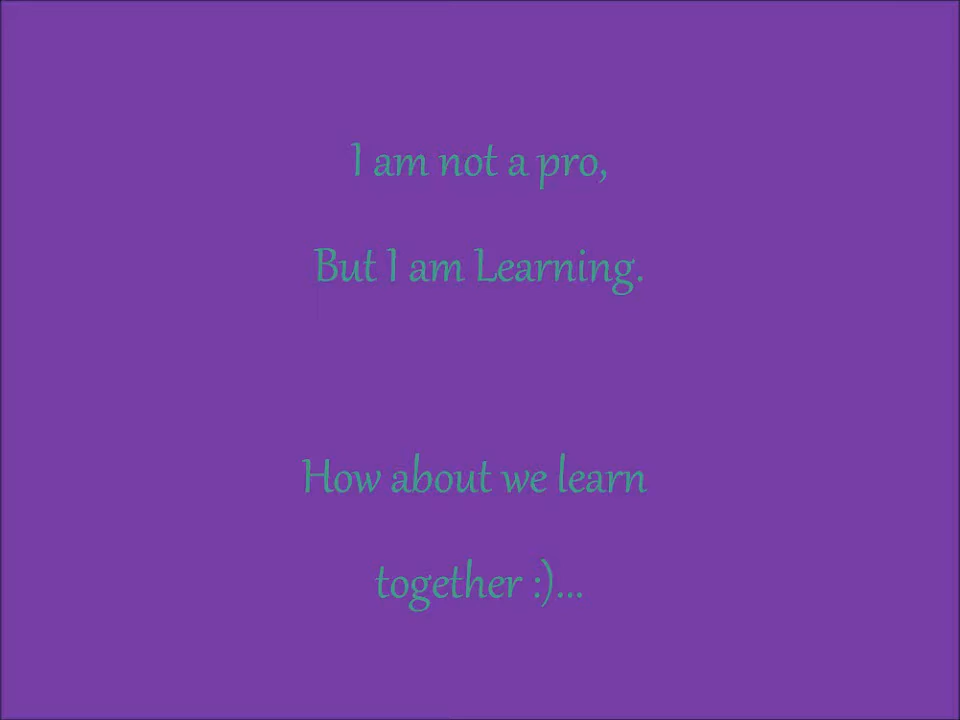 I am not a pro,
But I am Learning.
How about we learn
together :)...